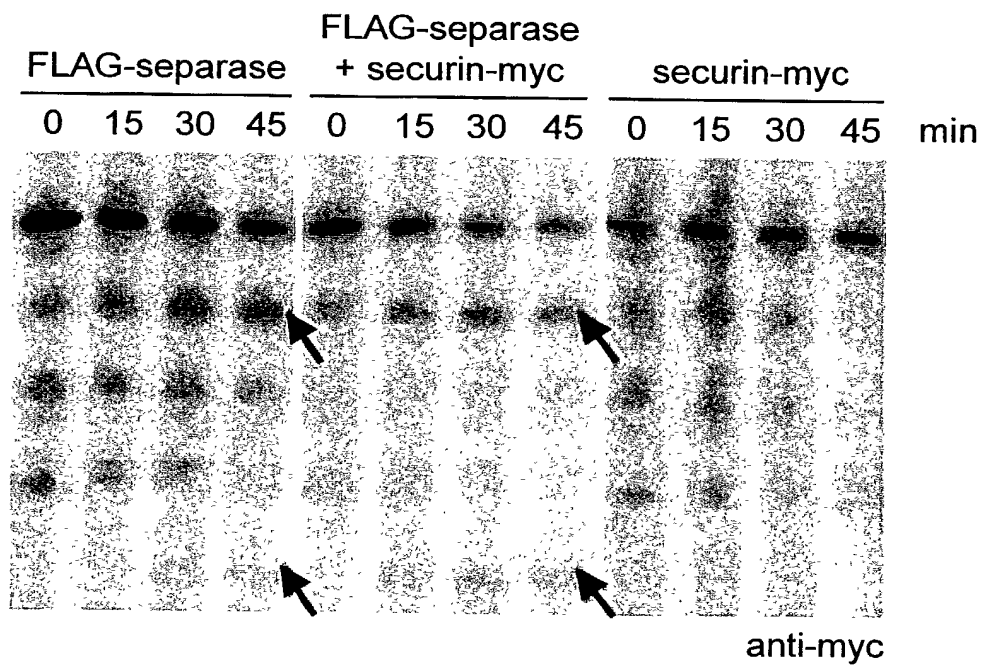 FLAG-separase
FLAG-separase
+ securin-myc
securin-myc
0 15 30 45 0 15 30 45 0 15 30 45 min
anti-myc